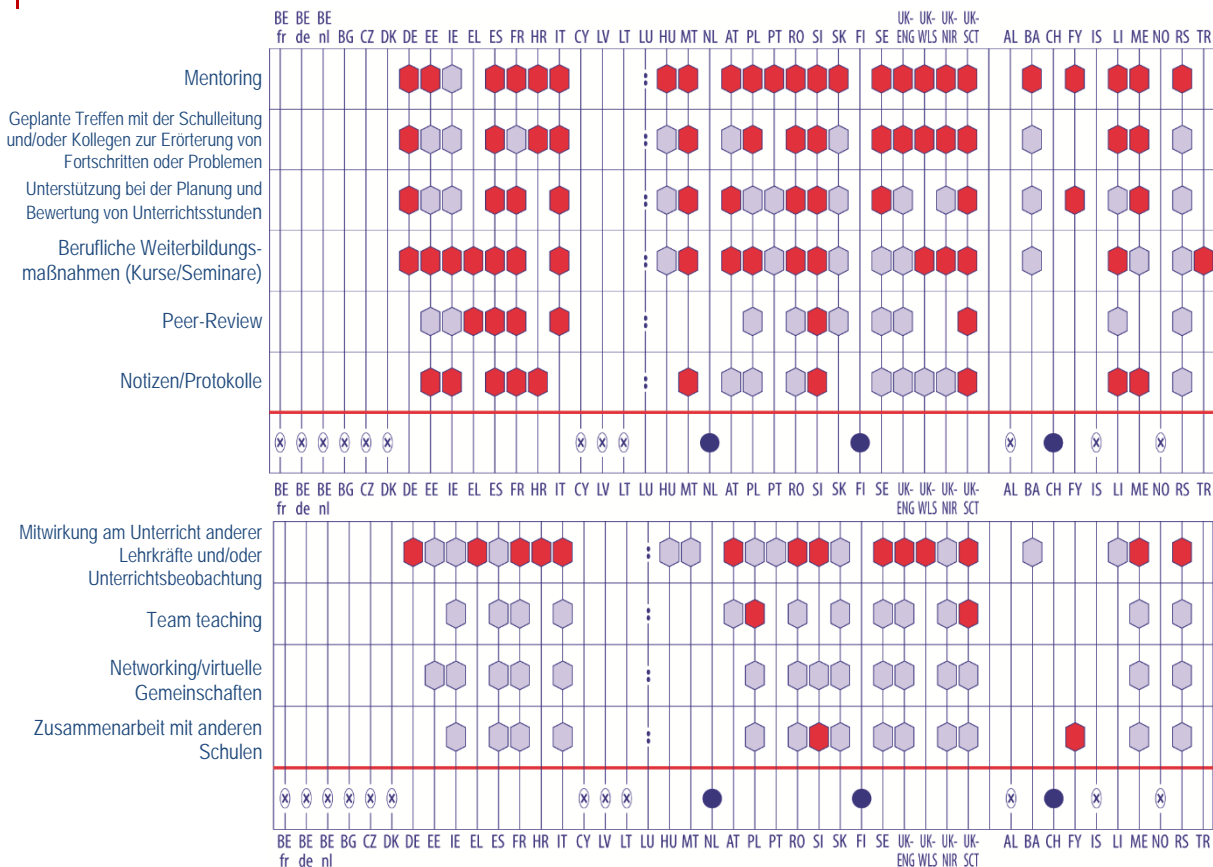 BE BE BE UK- UK- UK- UK-
fr de nl BG CZ DK DE EE IE EL ES FR HR IT CY LV LT LU HU MT NL AT PL PT RO SI SK FI SE ENG WLS NIR SCT AL BA CH FY IS LI ME NO RS TR
Mentoring
Geplante Treffen mit der Schulleitung
und/oder Kollegen zur Erörterung von
Fortschritten oder Problemen
Unterstützung bei der Planung und
Bewertung von Unterrichtsstunden
Berufliche Weiterbildungs-
maßnahmen (Kurse/Seminare)
Peer-Review
Notizen/Protokolle
BE BE BE BG CZ DK DE EE IE EL ES FR HR IT CY LV LT LU HU MT NL AT PL PT RO SI SK FI SE UK- UK- UK- UK- AL BA CH FY IS LI ME NO RS TR
fr de nl ENG WLS NIR SCT
Mitwirkung am Unterricht anderer
Lehrkräfte und/oder
Unterrichtsbeobachtung
Team teaching
Networking/virtuelle
Gemeinschaften
Zusammenarbeit mit anderen
Schulen
BE BE BE BG CZ DK DE EE IE EL ES FR HR IT CY LV LT LU HU MT NL AT PL PT RO SI SK FI SE UK- UK- UK- UK- AL BA CH FY IS LI ME NO RS TR
fr de nl ENG WLS NIR SCT